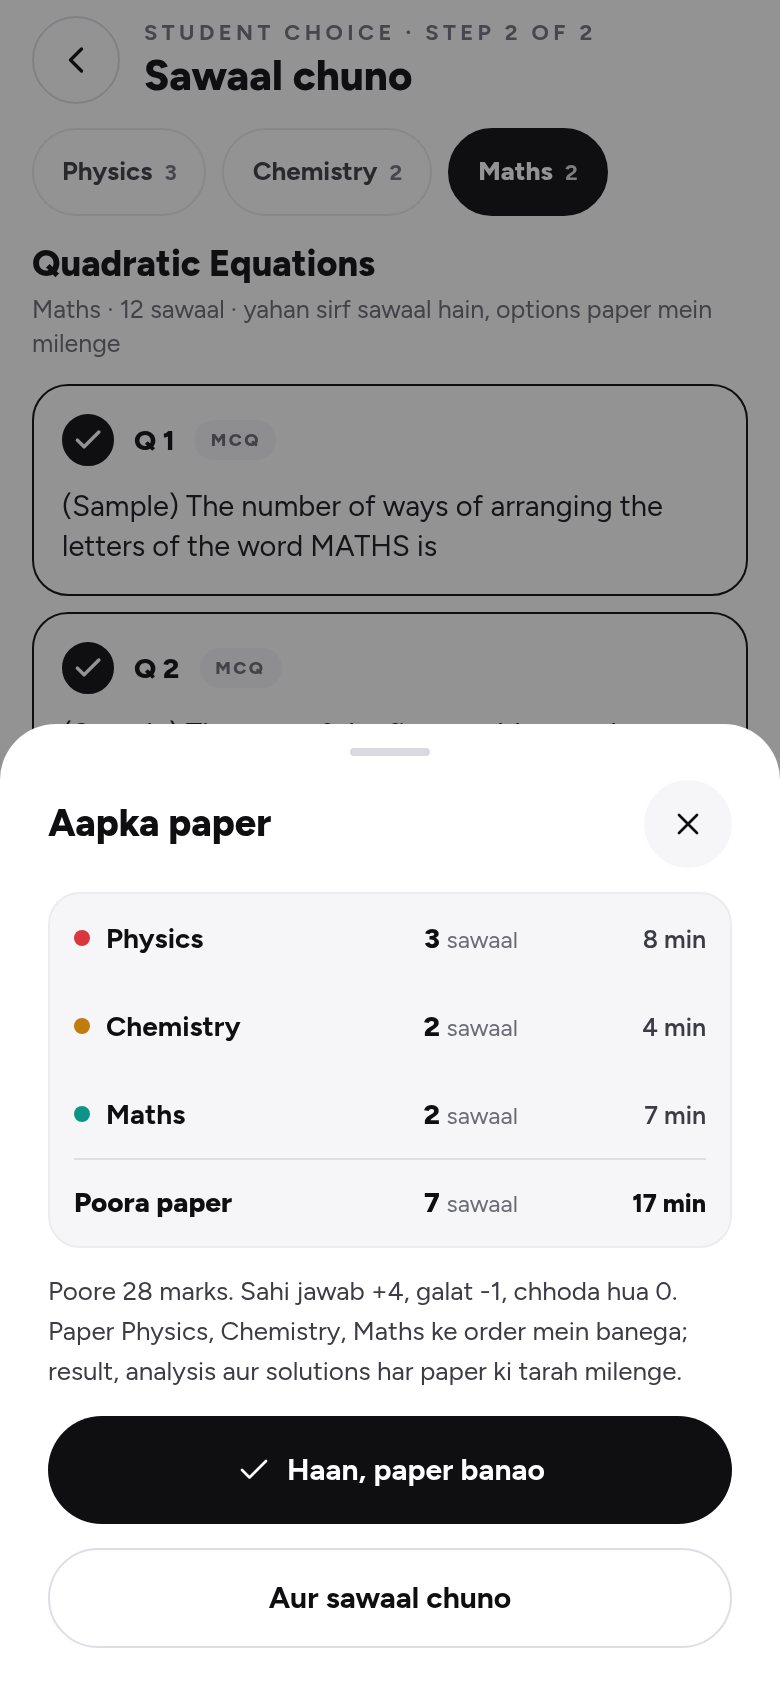 STUDENT CHOICE · STEP 2 OF 2
Sawaal chuno
Physics 3 Chemistry 2 Maths 2
Quadratic Equations
Maths · 12 sawaal · yahan sirf sawaal hain, options paper mein
milenge
Q 1 MCQ
(Sample) The number of ways of arranging the
letters of the word MATHS is
Q 2 MCQ
Aapka paper
Physics 3 sawaal 8 min
Chemistry 2 sawaal 4 min
Maths 2 sawaal 7 min
Poora paper 7 sawaal 17 min
Poore 28 marks. Sahi jawab +4, galat -1, chhoda hua 0.
Paper Physics, Chemistry, Maths ke order mein banega;
result, analysis aur solutions har paper ki tarah milenge.
Haan, paper banao
Aur sawaal chuno